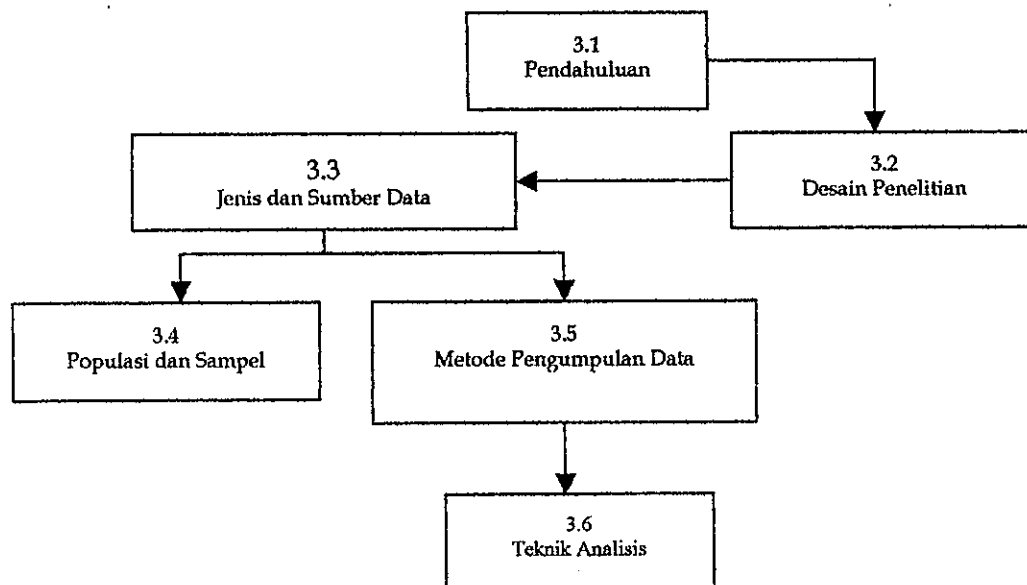 3.1
Pendahuluan
3.2
Desain Penelitian
3.3
Jenis dan Sumber Data
3.4
Populasi dan Sampel
3.5
Metode Pengumpulan Data
3.6
Teknik Analisis